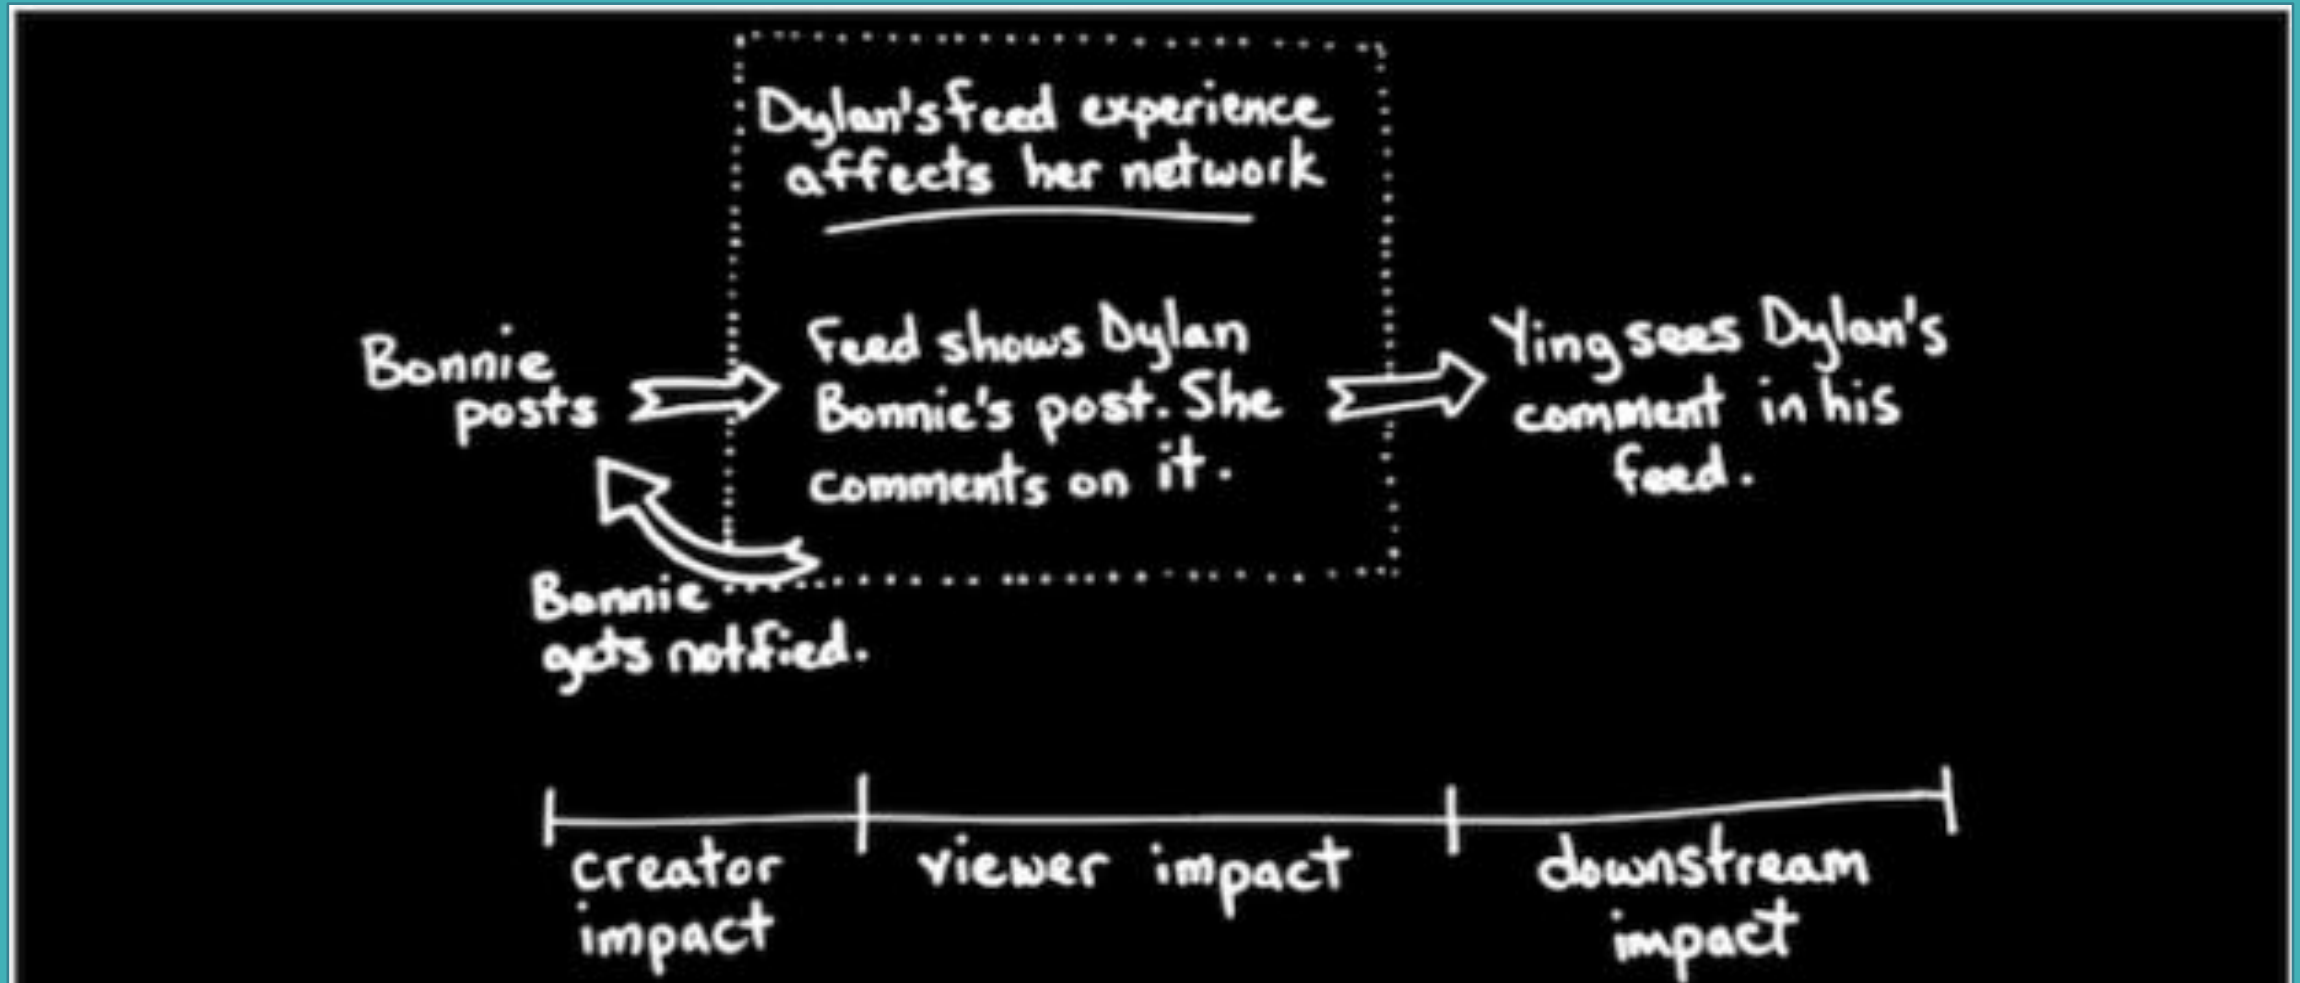 Dylan's feed experience
affects her network
Bonnie
posts
Feed shows Dylan
Bonnie's post. She
comments on it.
Ying sees Dylan's
comment in his
feed.
Bonnie
gets notified.
creator
impact
viewer impact
downstream
impact